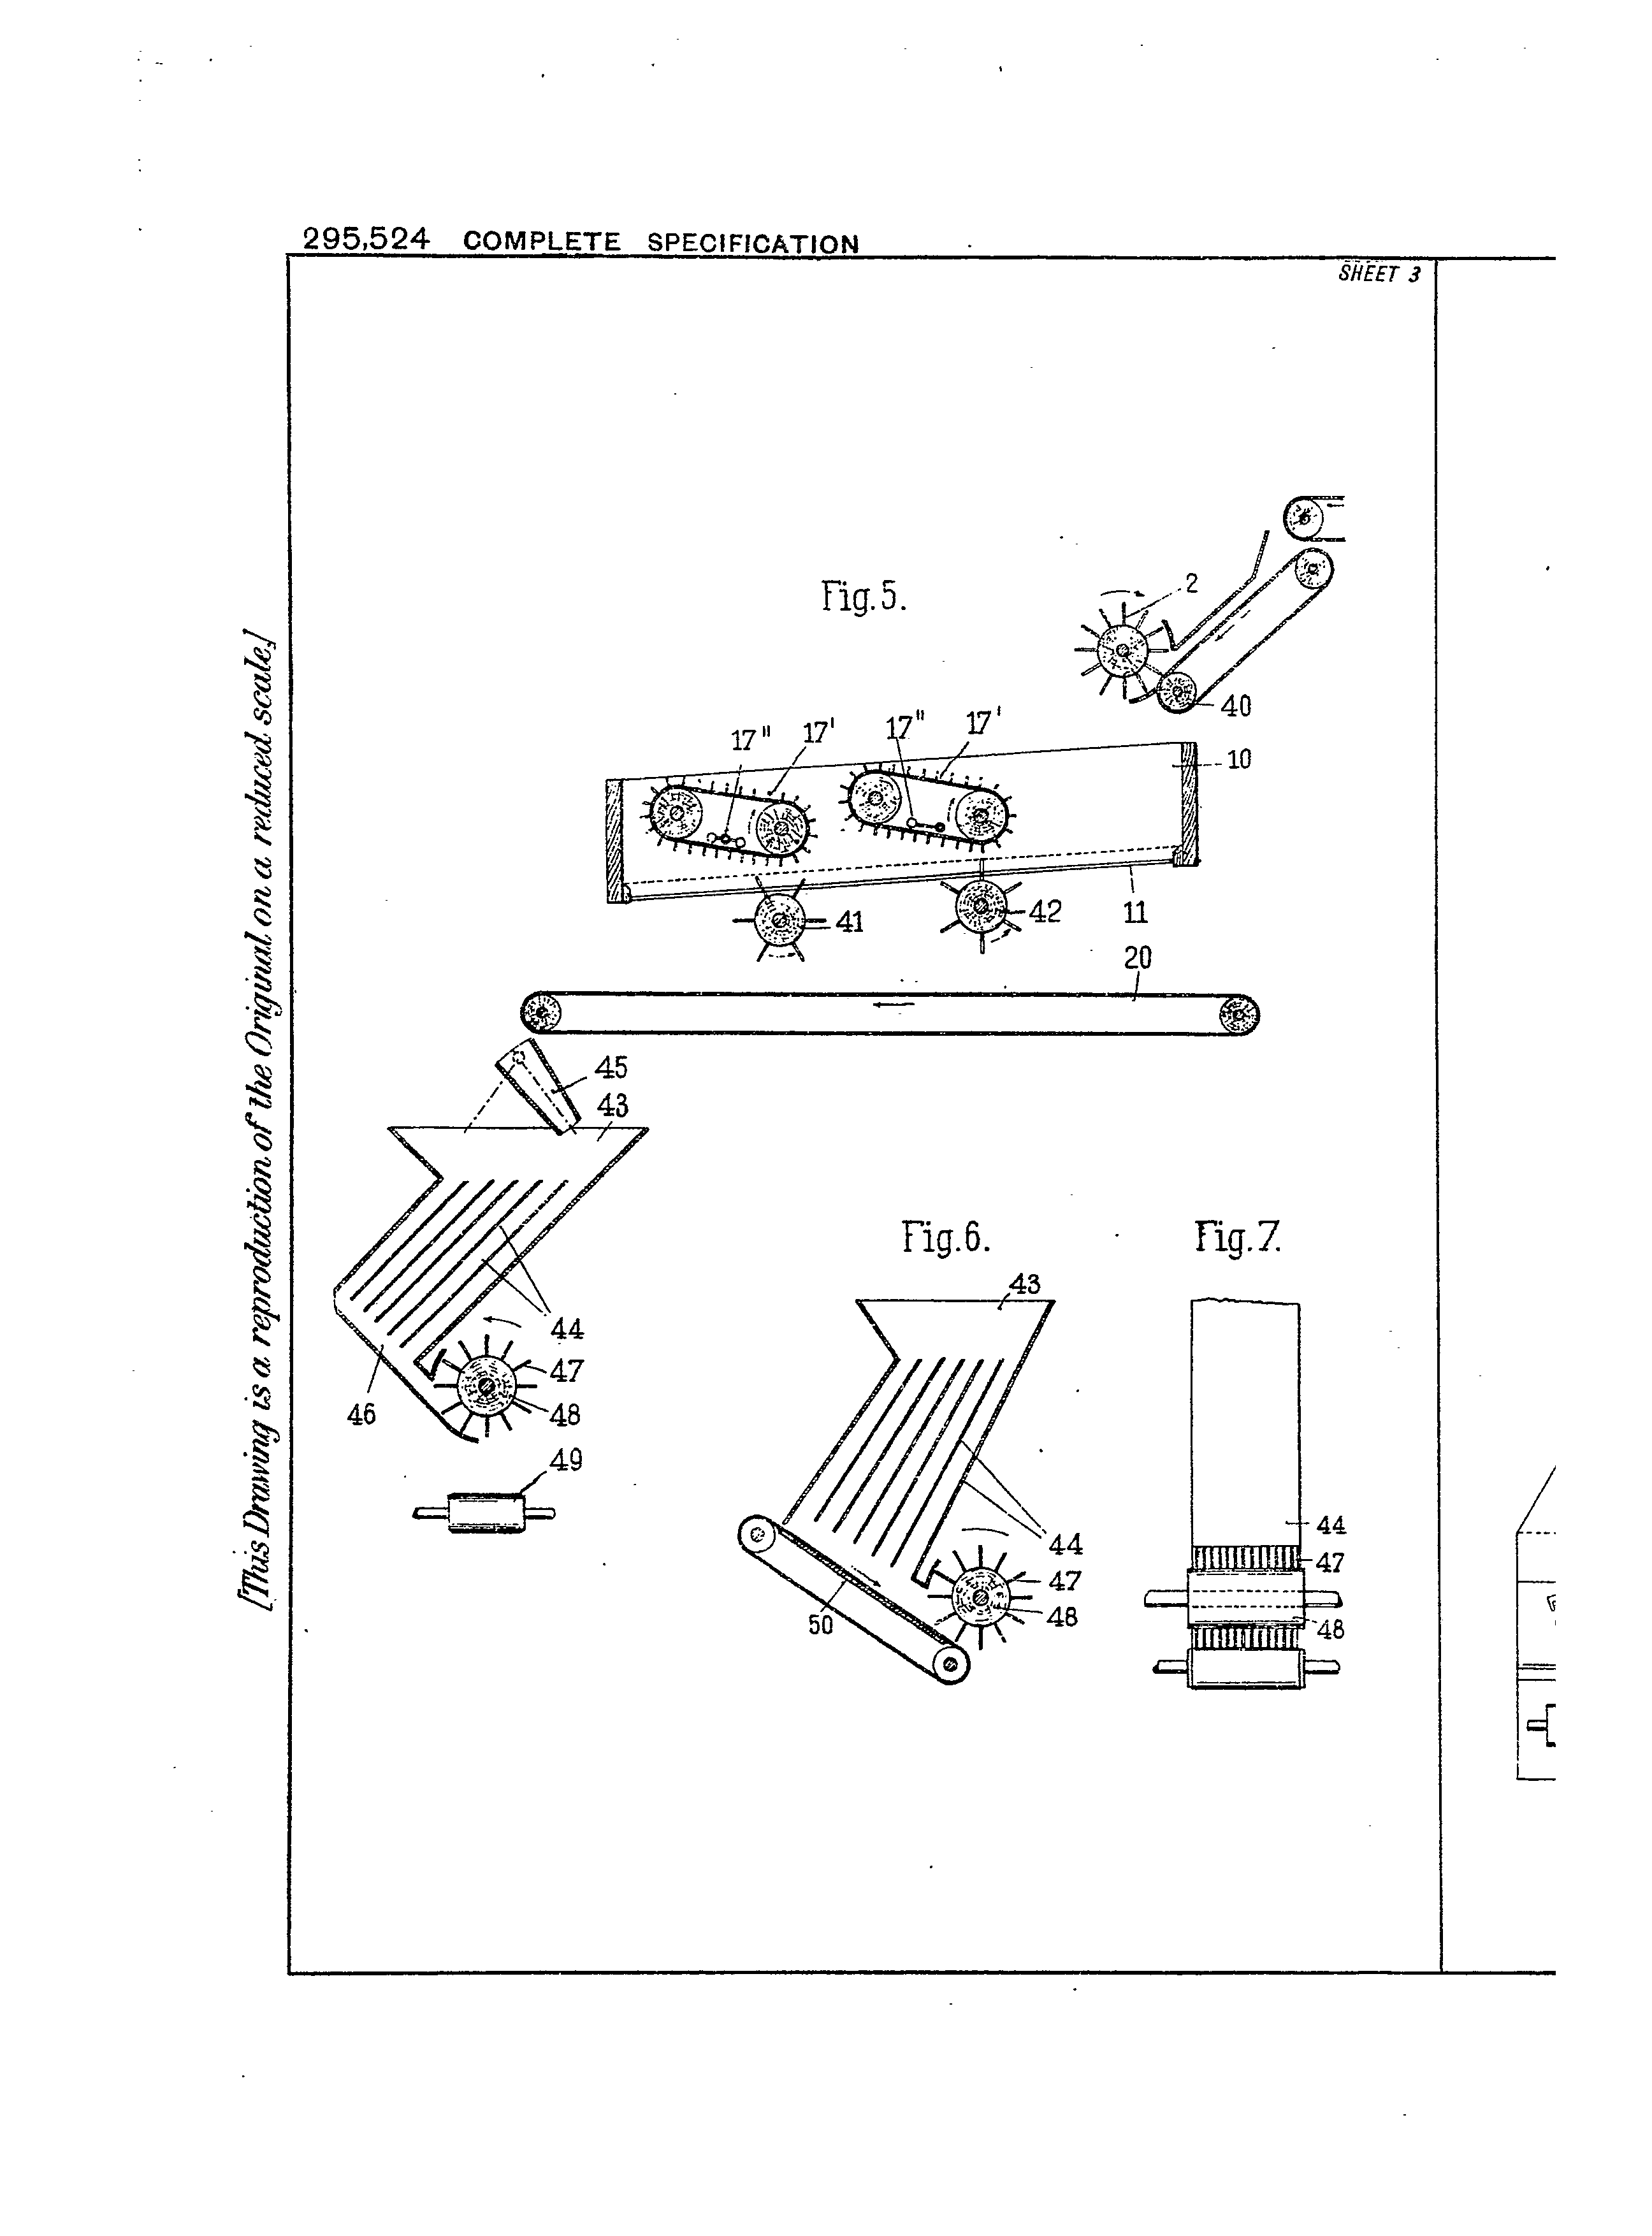 295,524 COMPLETE SPECIFICATION
SHEET 3
[This Drawing is a reproduction of the Original on a reduced scale.]
Fig.5.
2
40
17" 17' 17" 17'
10
41 42 11
20
45
43
44
47
46 48
49
Fig.6.
43
44
47
50 48
Fig.7.
44
47
48